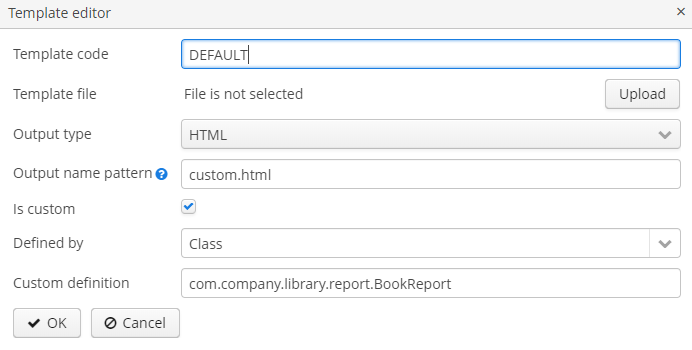 Template editor
Template code DEFAULT
Template file File is not selected Upload
Output type HTML
Output name pattern ? custom.html
Is custom
Defined by Class
Custom definition com.company.library.report.BookReport
OK Cancel